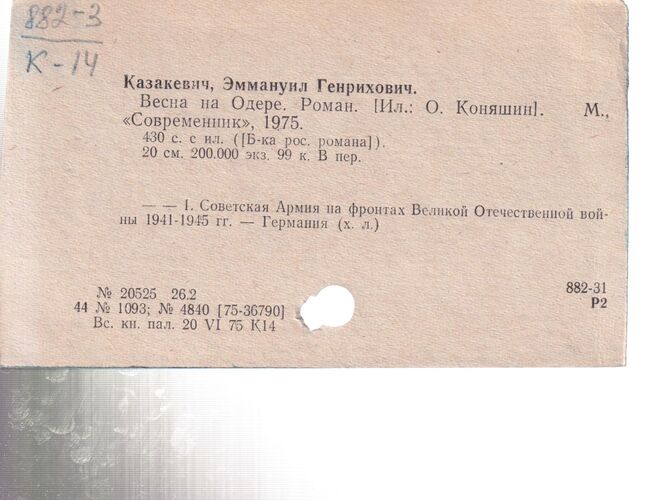 882-3
К-14
Казакевич, Эммануил Генрихович.
Весна на Одере. Роман. [Ил.: О. Коняшин]. М.,
«Современник», 1975.
430 с. с ил. ([Б-ка рос. романа]).
20 см. 200.000 экз. 99 к. В пер.
— — 1. Советская Армия на фронтах Великой Отечественной вой-
ны 1941-1945 гг. — Германия (х. л.)
№ 20525 26.2
882-31
44 № 1093; № 4840 [75-36790]
Р2
Вс. кн. пал. 20 VI 75 К14